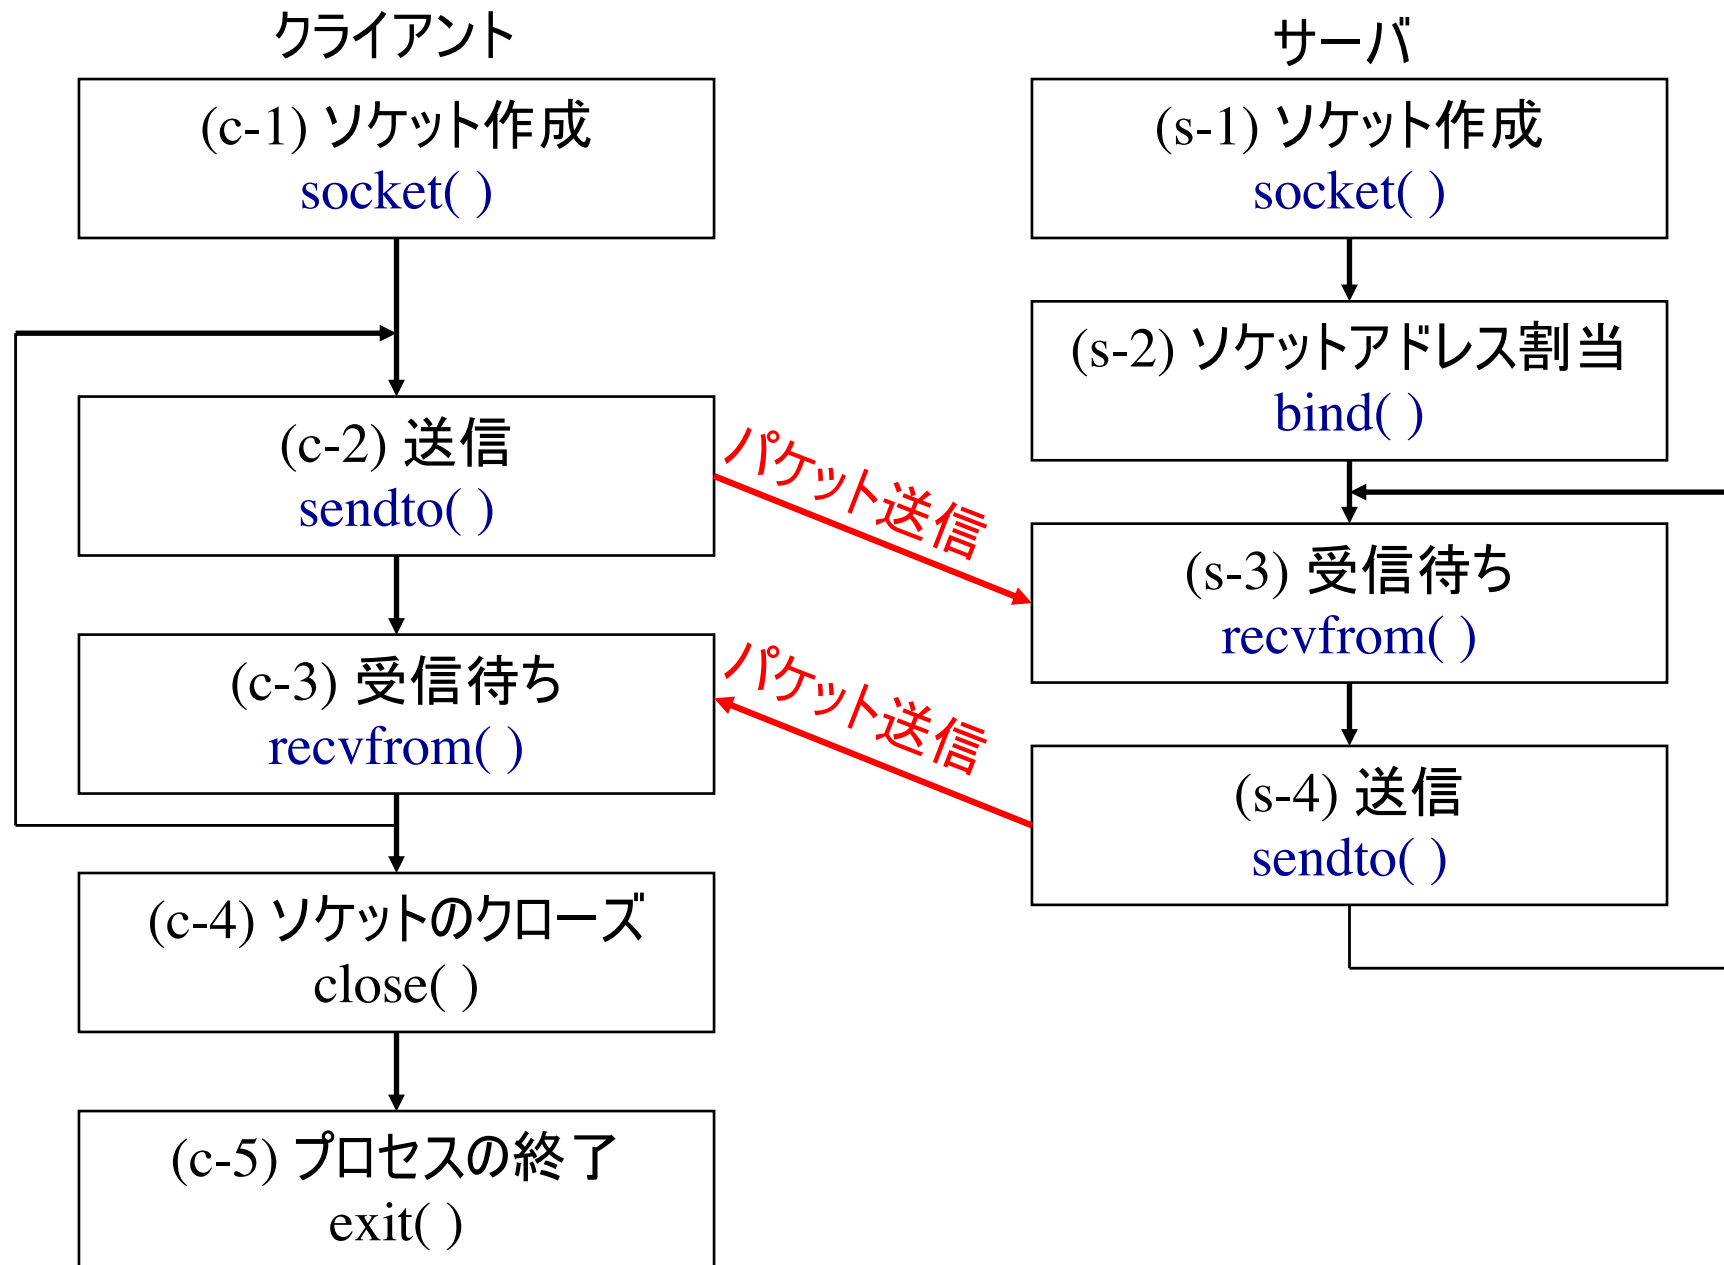 クライアント
(c-1) ソケット作成
socket( )
(c-2) 送信
sendto( )
(c-3) 受信待ち
recvfrom( )
(c-4) ソケットのクローズ
close( )
(c-5) プロセスの終了
exit( )
パケット送信
パケット送信
サーバ
(s-1) ソケット作成
socket( )
(s-2) ソケットアドレス割当
bind( )
(s-3) 受信待ち
recvfrom( )
(s-4) 送信
sendto( )